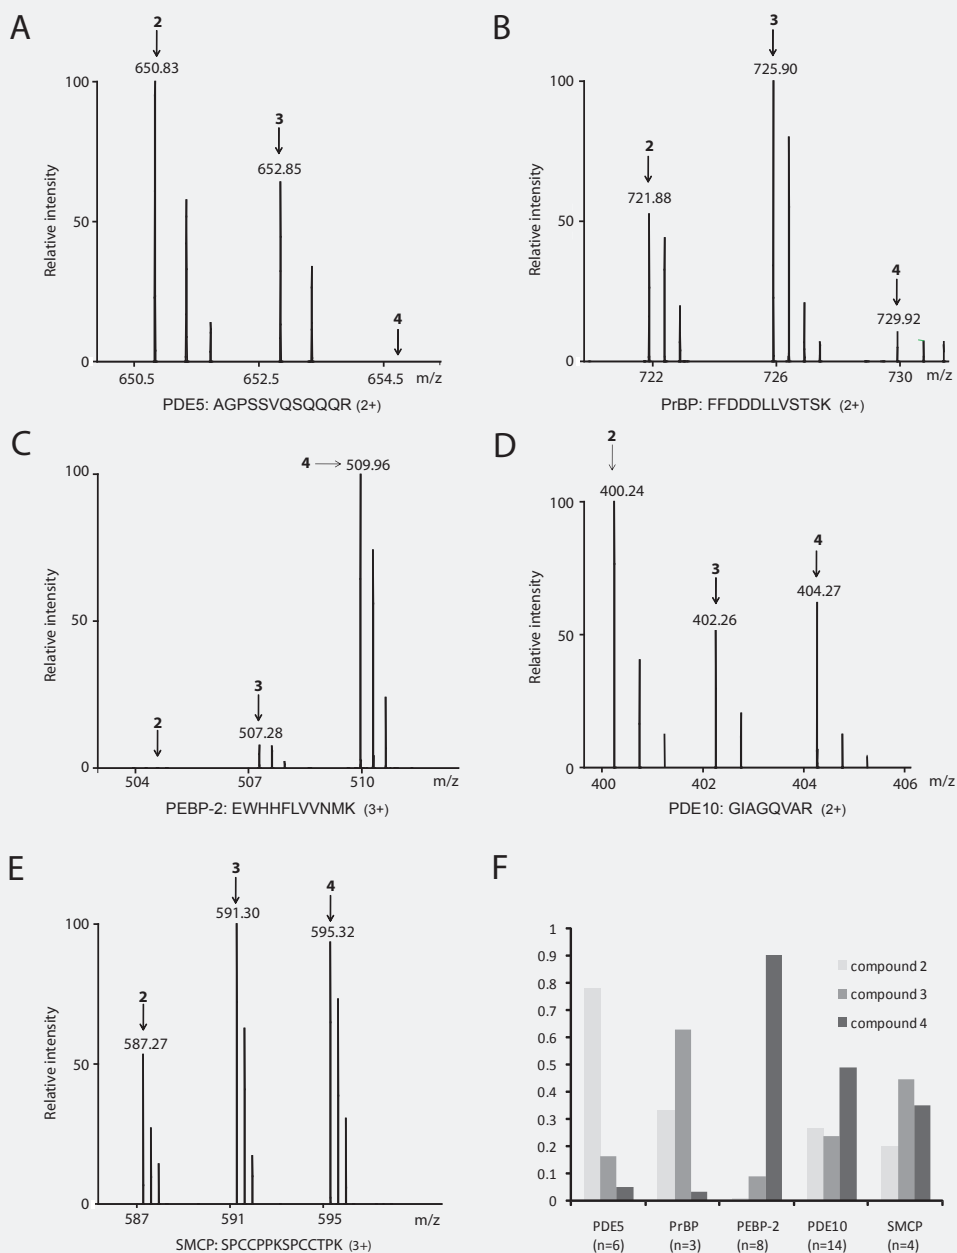 A
2
650.83
100
3
652.85
50
4
0
650.5 652.5 654.5 m/z
Relative intensity
PDE5: AGPSSVQSQQQR (2+)
B
3
725.90
100
2
721.88
50
4
729.92
0
722 726 730 m/z
Relative intensity
PrBP: FFDDDLLVSTSK (2+)
C
4 509.96
100
50
3
507.28
2
0
504 507 510 m/z
Relative intensity
PEBP-2: EWHHFLVVNMK (3+)
D
2
400.24
100
4
404.27
3
402.26
50
0
400 402 404 406 m/z
Relative intensity
PDE10: GIAGQVAR (2+)
E
3
591.30
100
4
595.32
2
587.27
50
0
587 591 595 m/z
Relative intensity
SMCP: SPCCPPKSPCCTPK (3+)
F
1
0.9
0.8
0.7
0.6
0.5
0.4
0.3
0.2
0.1
0
compound 2
compound 3
compound 4
PDE5 PrBP PEBP-2 PDE10 SMCP
(n=6) (n=3) (n=8) (n=14) (n=4)